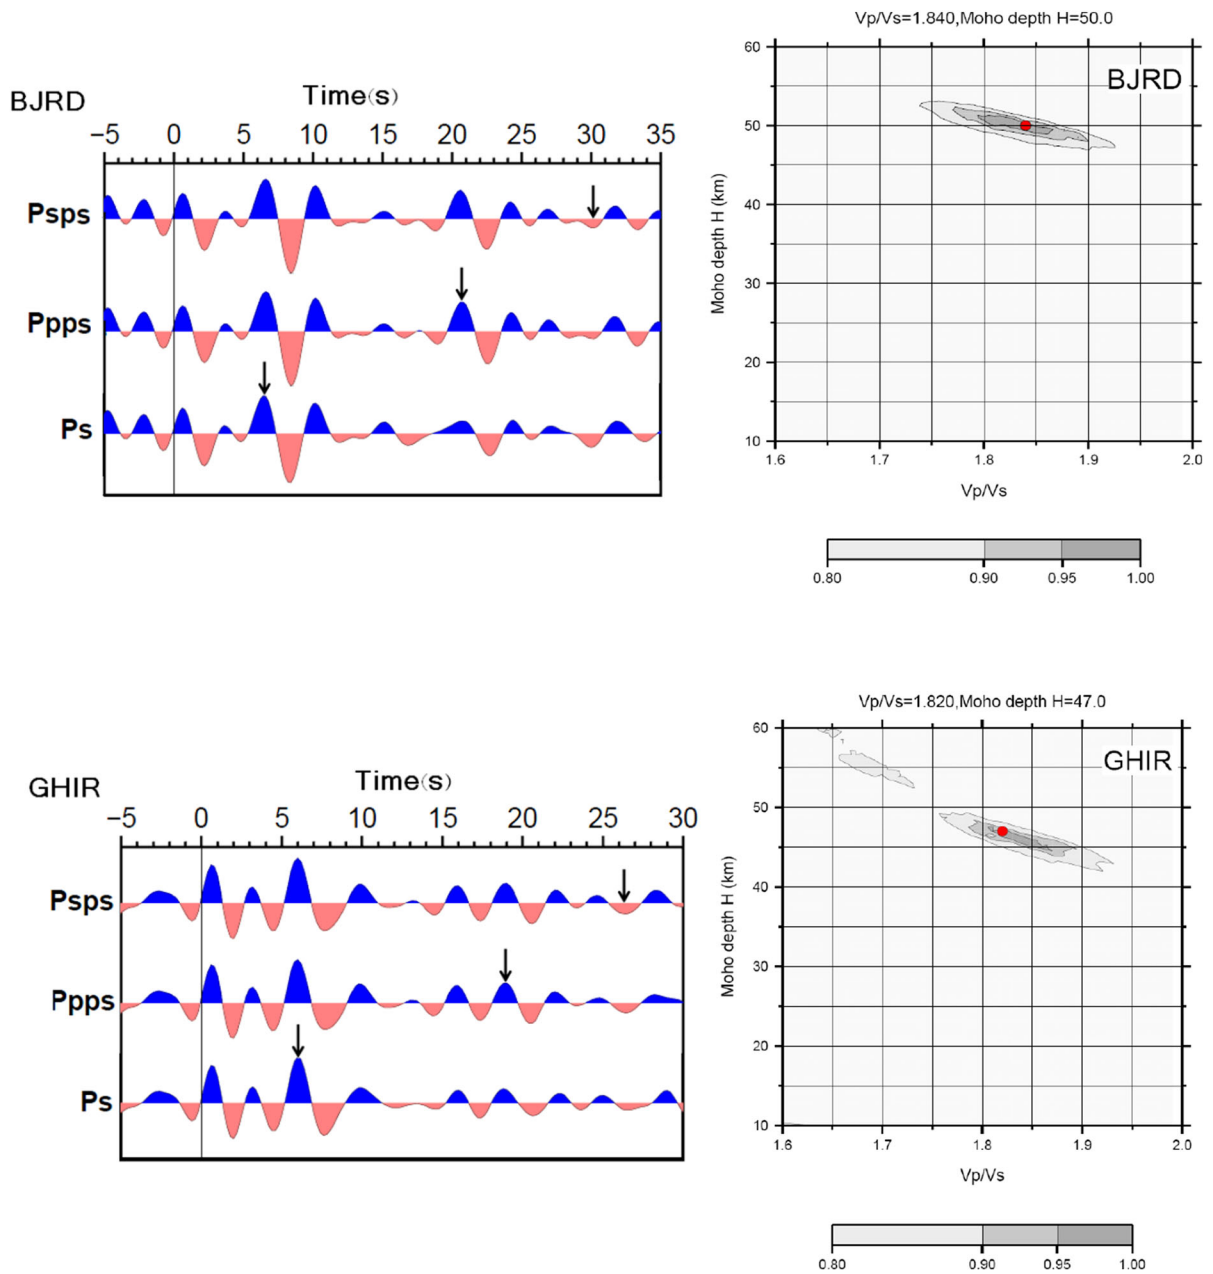 BJRD
Time(s)
−5 0 5 10 15 20 25 30 35
Psps
Ppps
Ps
Vp/Vs=1.840,Moho depth H=50.0
BJRD
60
50
40
30
20
10
Moho depth H (km)
1.6 1.7 1.8 1.9 2.0
Vp/Vs
0.80 0.90 0.95 1.00
GHIR
Time(s)
−5 0 5 10 15 20 25 30
Psps
Ppps
Ps
Vp/Vs=1.820,Moho depth H=47.0
GHIR
60
50
40
30
20
10
Moho depth H (km)
1.6 1.7 1.8 1.9 2.0
Vp/Vs
0.80 0.90 0.95 1.00